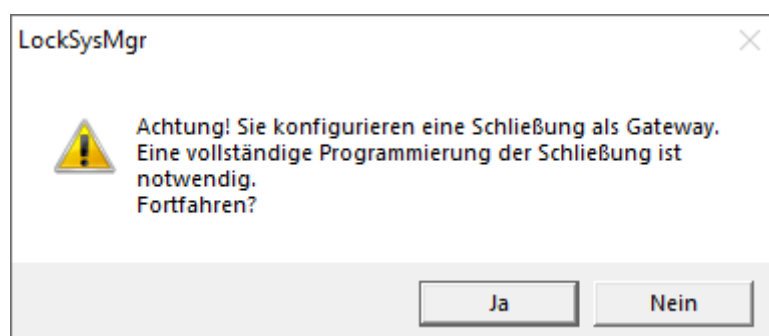 LockSysMgr
Achtung! Sie konfigurieren eine Schließung als Gateway.
Eine vollständige Programmierung der Schließung ist
notwendig.
Fortfahren?
Ja
Nein